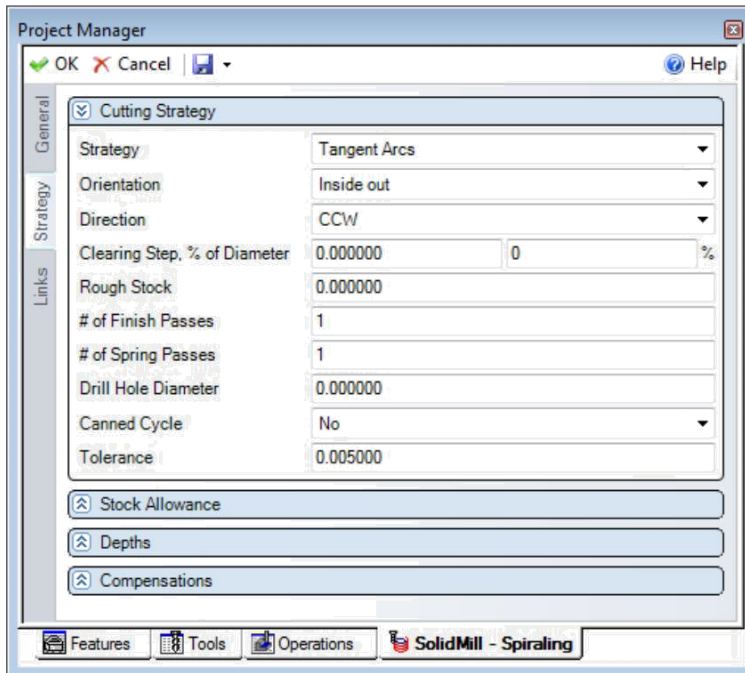 Project Manager
OK Cancel Help
General
Strategy
Links
Cutting Strategy
Strategy Tangent Arcs
Orientation Inside out
Direction CCW
Clearing Step, % of Diameter 0.000000 0 %
Rough Stock 0.000000
# of Finish Passes 1
# of Spring Passes 1
Drill Hole Diameter 0.000000
Canned Cycle No
Tolerance 0.005000
Stock Allowance
Depths
Compensations
Features Tools Operations SolidMill - Spiraling